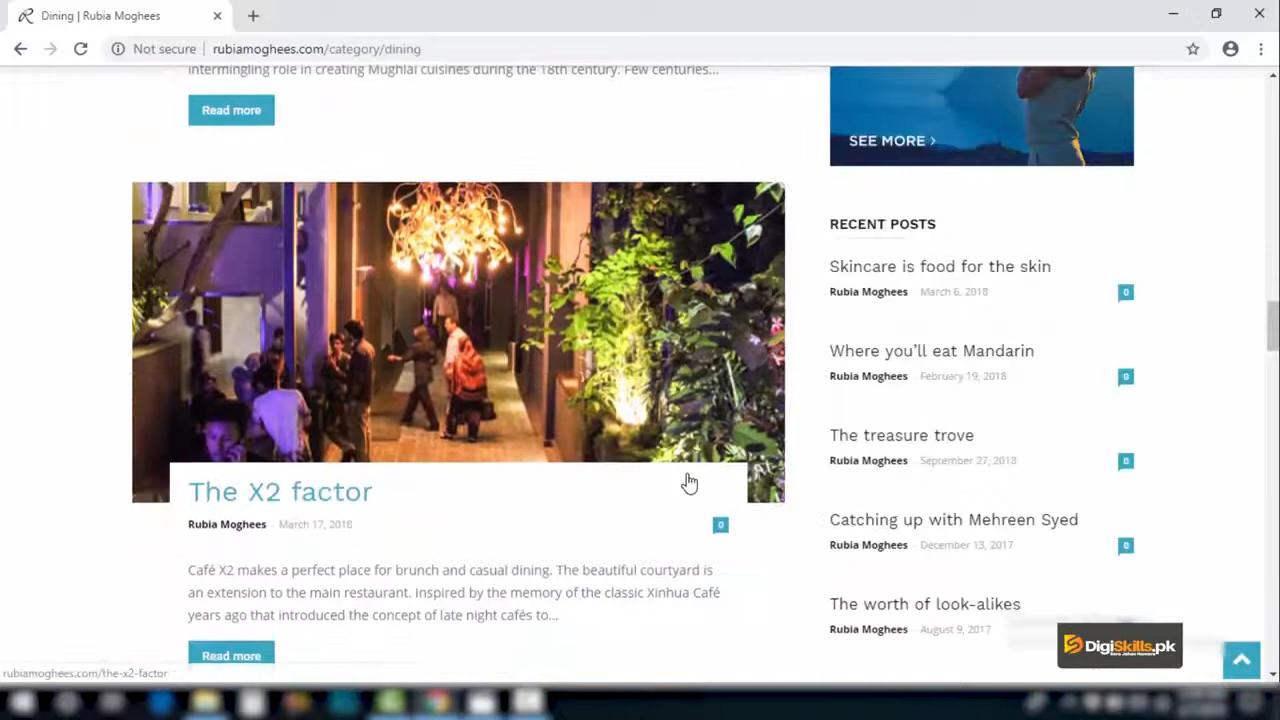 Dining | Rubia Moghees
Not secure
rubiamoghees.com/category/dining
intermingling role in creating Mughlai cuisines during the 18th century. Few centuries...
Read more
SEE MORE >
The X2 factor
Rubia Moghees - March 17, 2018
0
Café X2 makes a perfect place for brunch and casual dining. The beautiful courtyard is
an extension to the main restaurant. Inspired by the memory of the classic Xinhua Café
years ago that introduced the concept of late night cafés to...
Read more
RECENT POSTS
Skincare is food for the skin
Rubia Moghees - March 6, 2018
0
Where you'll eat Mandarin
Rubia Moghees - February 19, 2018
0
The treasure trove
Rubia Moghees - September 27, 2018
0
Catching up with Mehreen Syed
Rubia Moghees - December 13, 2017
0
The worth of look-alikes
Rubia Moghees - August 9, 2017
DigiSkills.pk
rubiamoghees.com/the-x2-factor